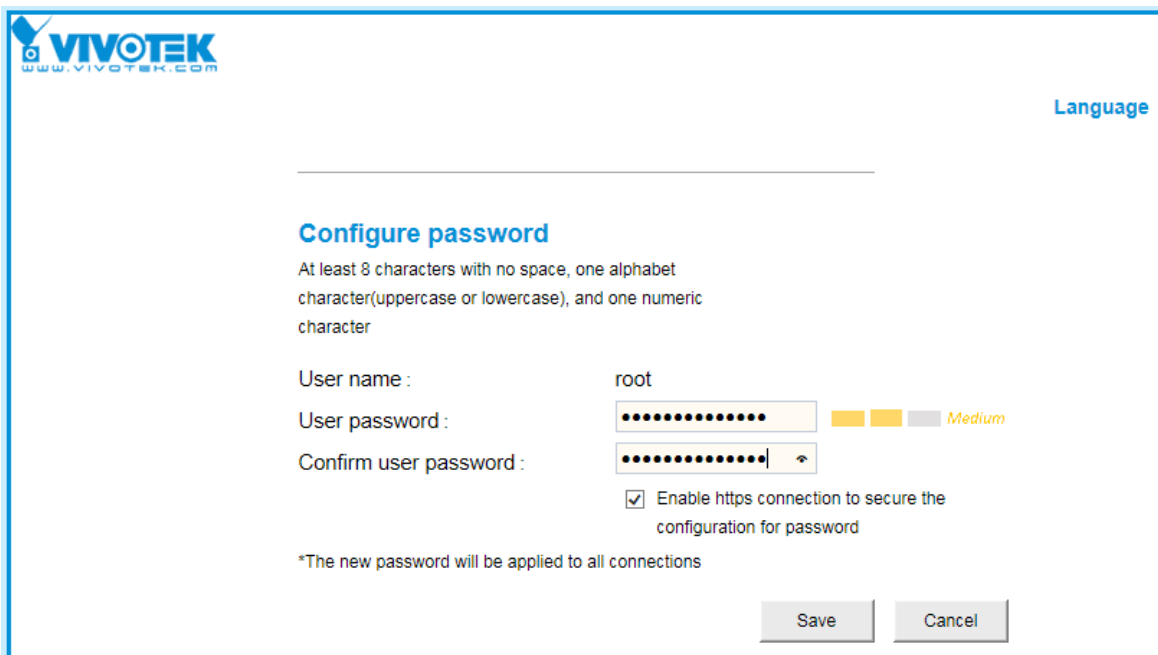 VIVOTEK
www.vivotek.com
Language
Configure password
At least 8 characters with no space, one alphabet
character(uppercase or lowercase), and one numeric
character
User name : root
User password : •••••••••••••• Medium
Confirm user password : ••••••••••••••
Enable https connection to secure the
configuration for password
*The new password will be applied to all connections
Save Cancel